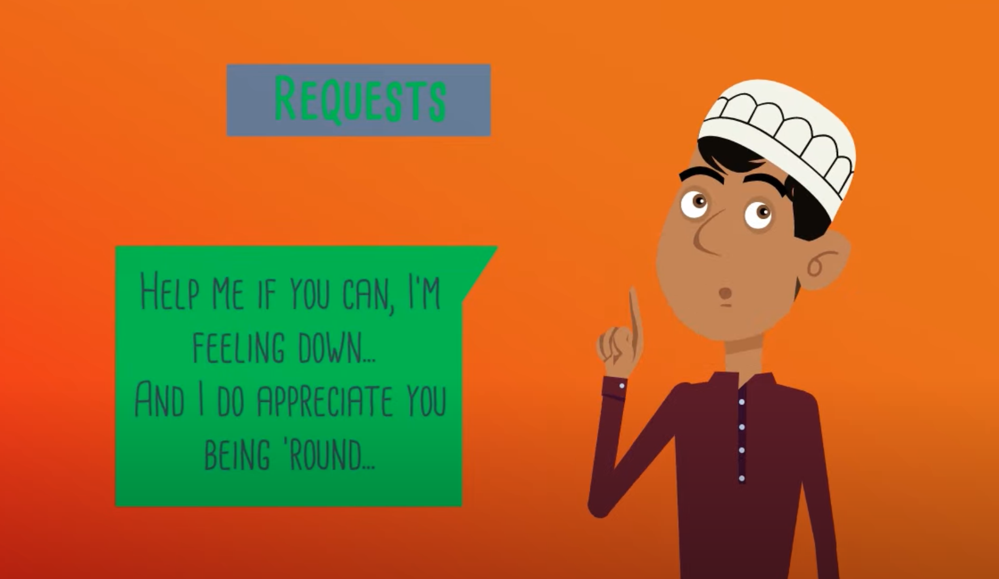 Requests
Help me if you can, I'm
feeling down...
And I do appreciate you
being 'round...